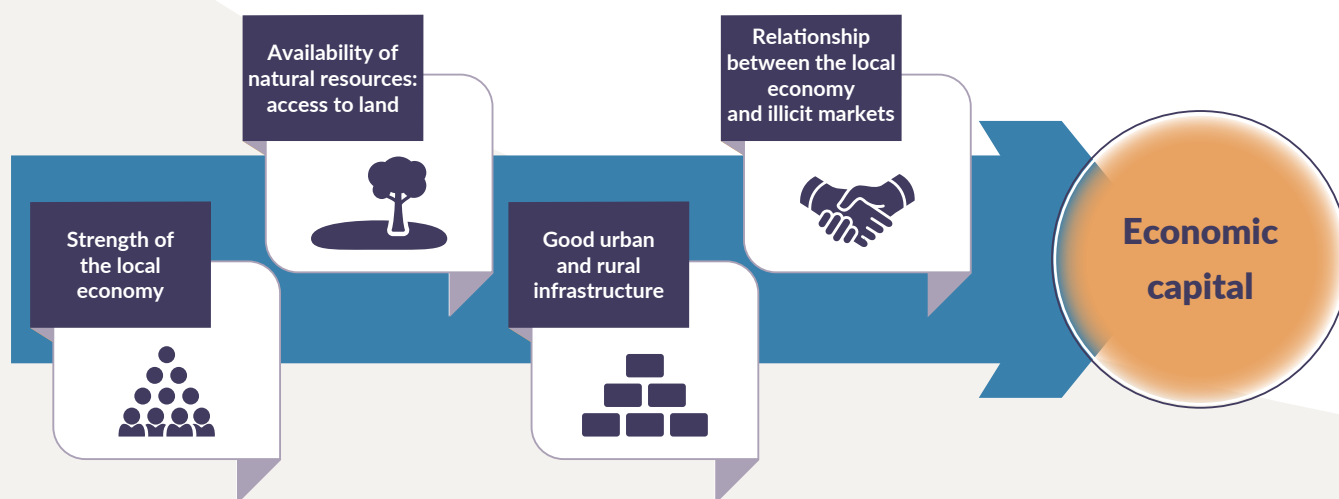 Strength of
the local
economy
Availability of
natural resources:
access to land
Good urban
and rural
infrastructure
Relationship
between the local
economy
and illicit markets
Economic
capital